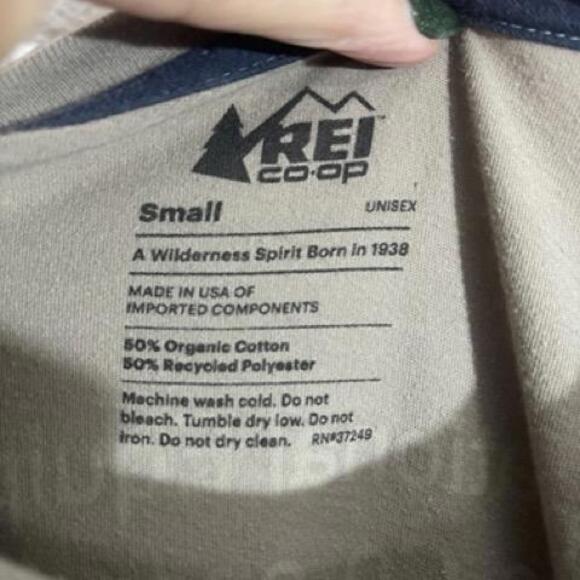 REI
co·op
Small UNISEX
A Wilderness Spirit Born in 1938
MADE IN USA OF
IMPORTED COMPONENTS
50% Organic Cotton
50% Recycled Polyester
Machine wash cold. Do not
bleach. Tumble dry low. Do not
iron. Do not dry clean. RN#37249